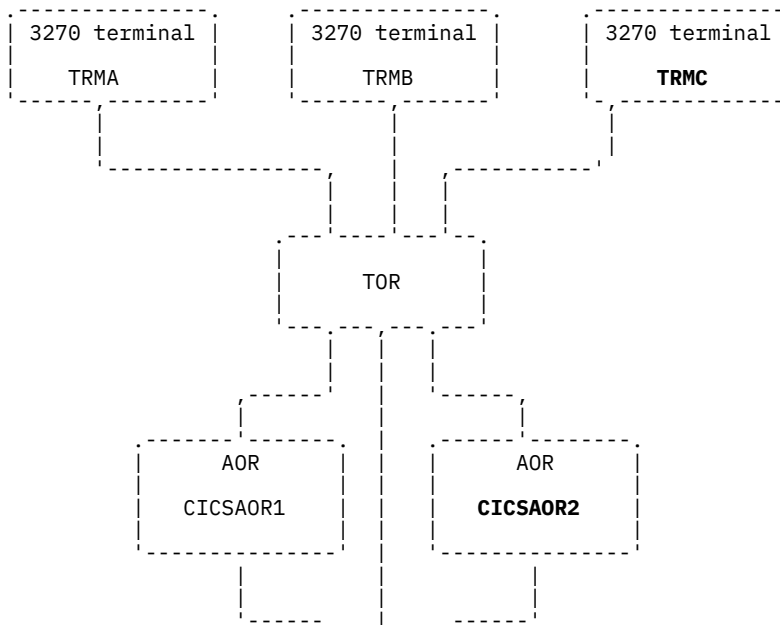 3270 terminal 3270 terminal 3270 terminal
TRMA TRMB TRMC
TOR
AOR AOR
CICSAOR1 CICSAOR2